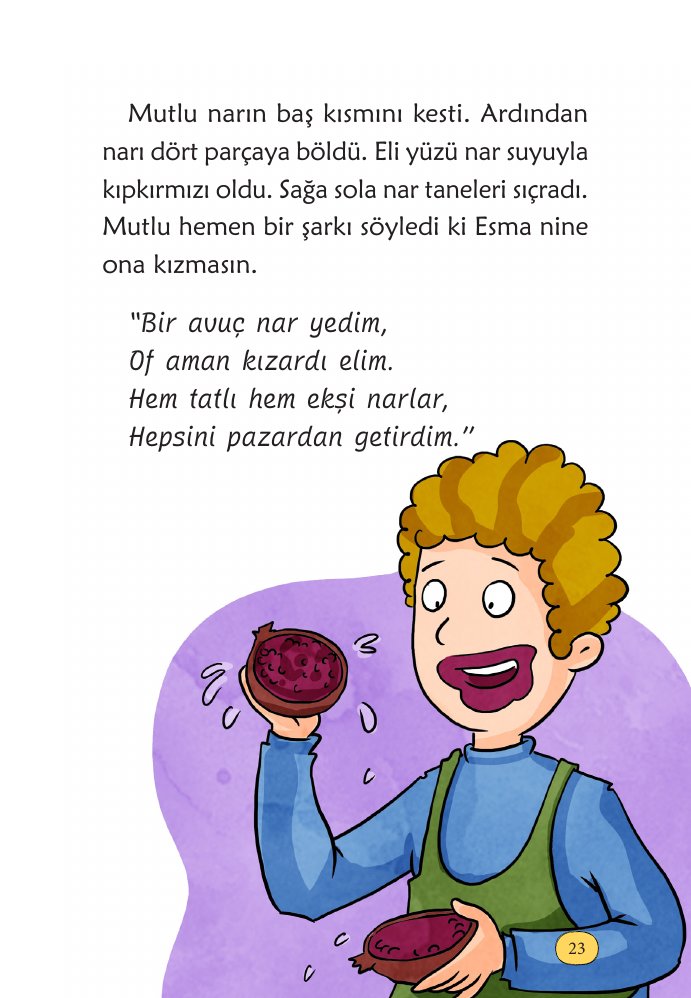 Mutlu narın baş kısmını kesti. Ardından
narı dört parçaya böldü. Eli yüzü nar suyuyla
kıpkırmızı oldu. Sağa sola nar taneleri sıçradı.
Mutlu hemen bir şarkı söyledi ki Esma nine
ona kızmasın.
“Bir avuç nar yedim,
Of aman kızardı elim.
Hem tatlı hem ekşi narlar,
Hepsini pazardan getirdim.”
23